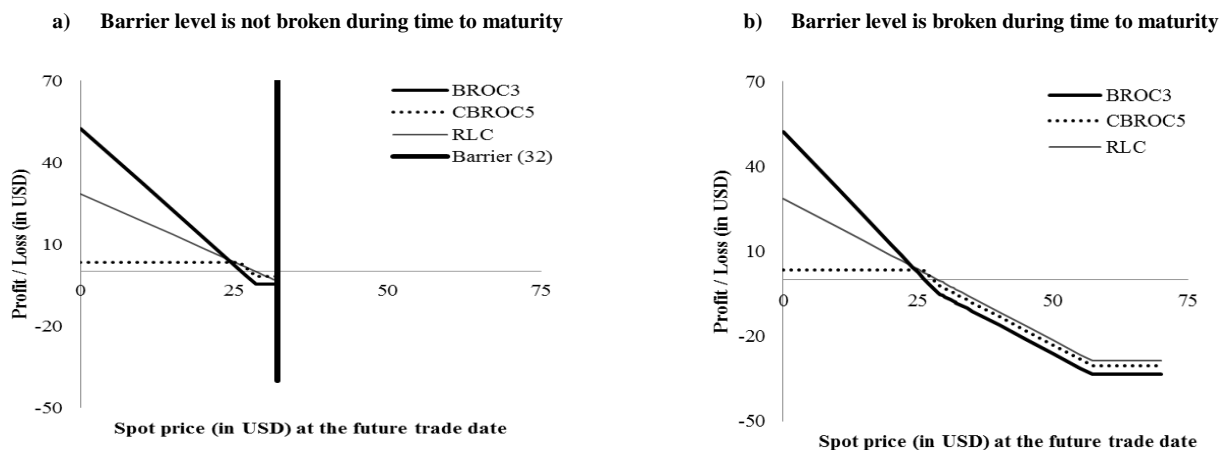 a) Barrier level is not broken during time to maturity
70
40
10
-20
-50
0
25
50
75
Profit / Loss (in USD)
BROC3
CBROC5
RLC
Barrier (32)
Spot price (in USD) at the future trade date
b) Barrier level is broken during time to maturity
70
40
10
-20
-50
0
25
50
75
Profit / Loss (in USD)
BROC3
CBROC5
RLC
Spot price (in USD) at the future trade date